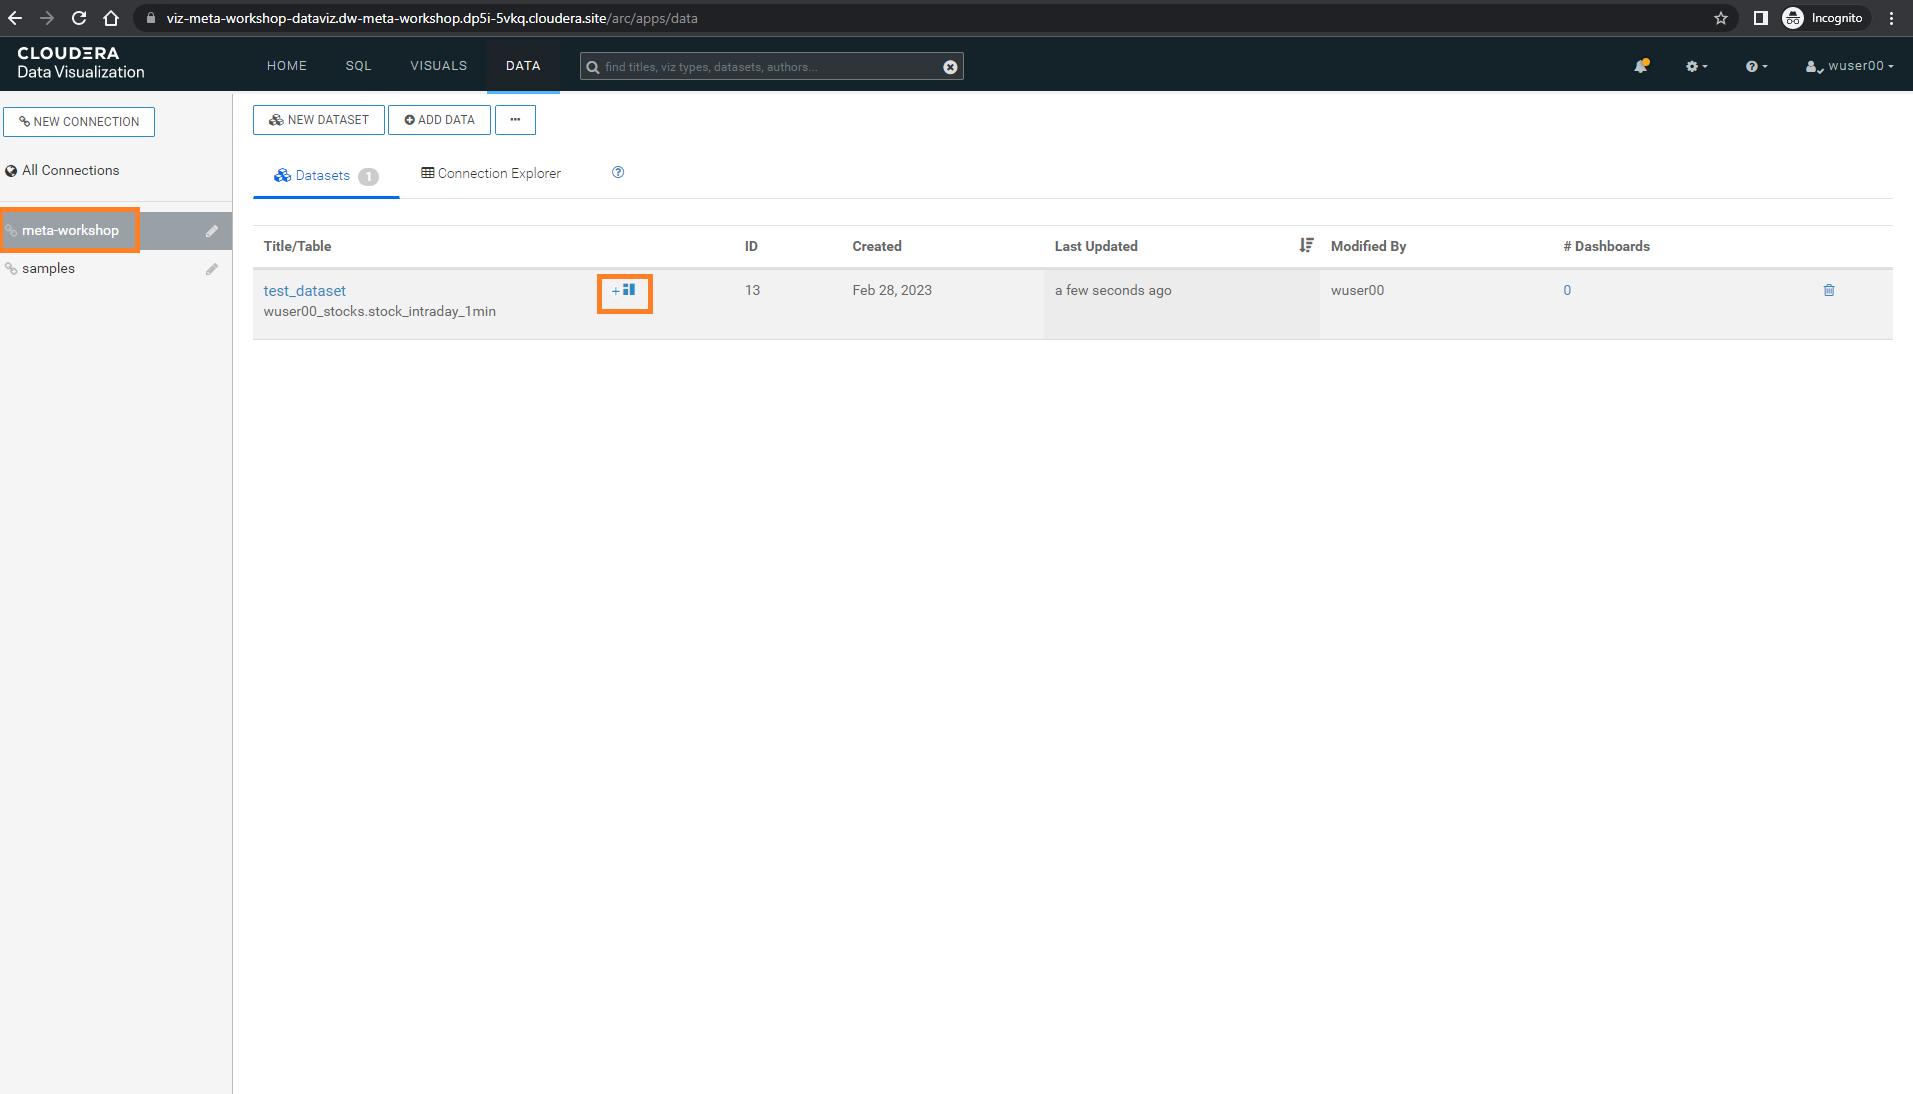 viz-meta-workshop-dataviz.dw-meta-workshop.dp5i-5vkq.cloudera.site/arc/apps/data
Incognito
CLOUDERA
Data Visualization
HOME
SQL
VISUALS
DATA
find titles, viz types, datasets, authors...
wuser00
NEW CONNECTION
NEW DATASET
ADD DATA
...
All Connections
Datasets 1
Connection Explorer
meta-workshop
samples
Title/Table
ID
Created
Last Updated
Modified By
# Dashboards
test_dataset
wuser00_stocks.stock_intraday_1min
13
Feb 28, 2023
a few seconds ago
wuser00
0